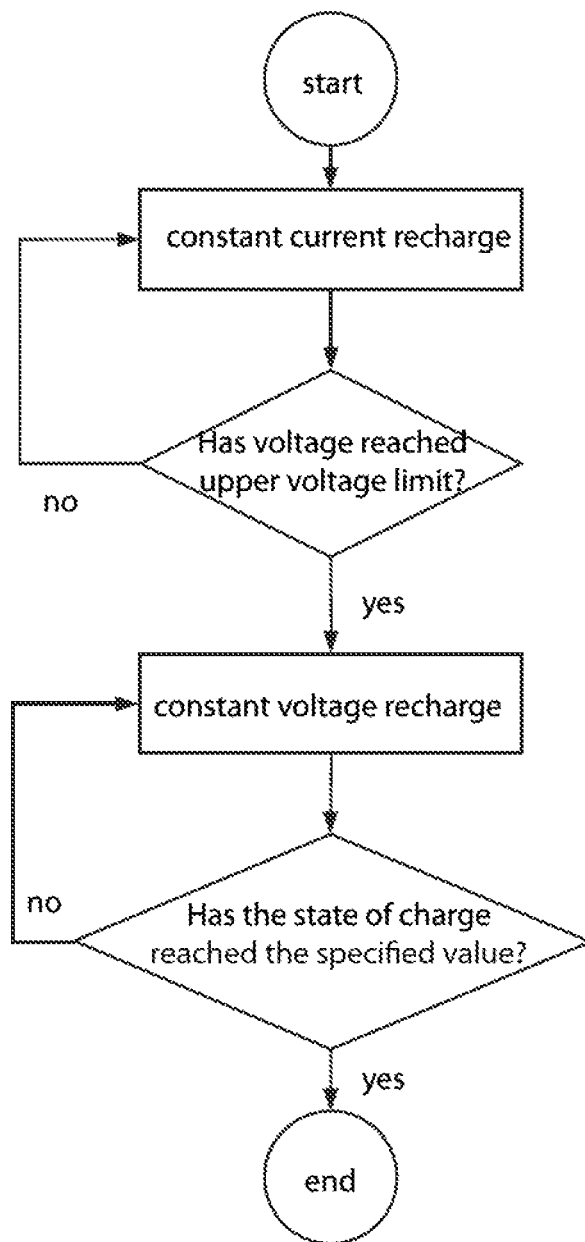 start
constant current recharge
Has voltage reached
upper voltage limit?
no
yes
constant voltage recharge
no
Has the state of charge
reached the specified value?
yes
end